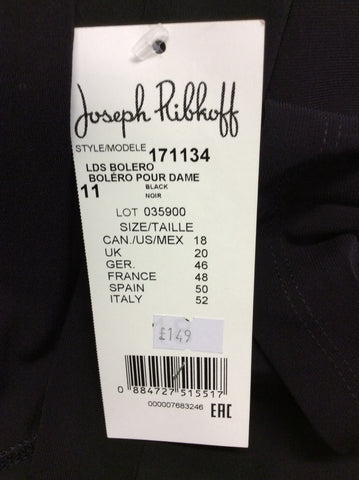 Joseph Ribkoff
STYLE/MODELE 171134
LDS BOLERO
BOLÉRO POUR DAME
11 BLACK
NOIR
LOT 035900
SIZE/TAILLE
CAN./US/MEX 18
UK 20
GER. 46
FRANCE 48
SPAIN 50
ITALY 52
£149
0 884727 515517
000007683246 EAC